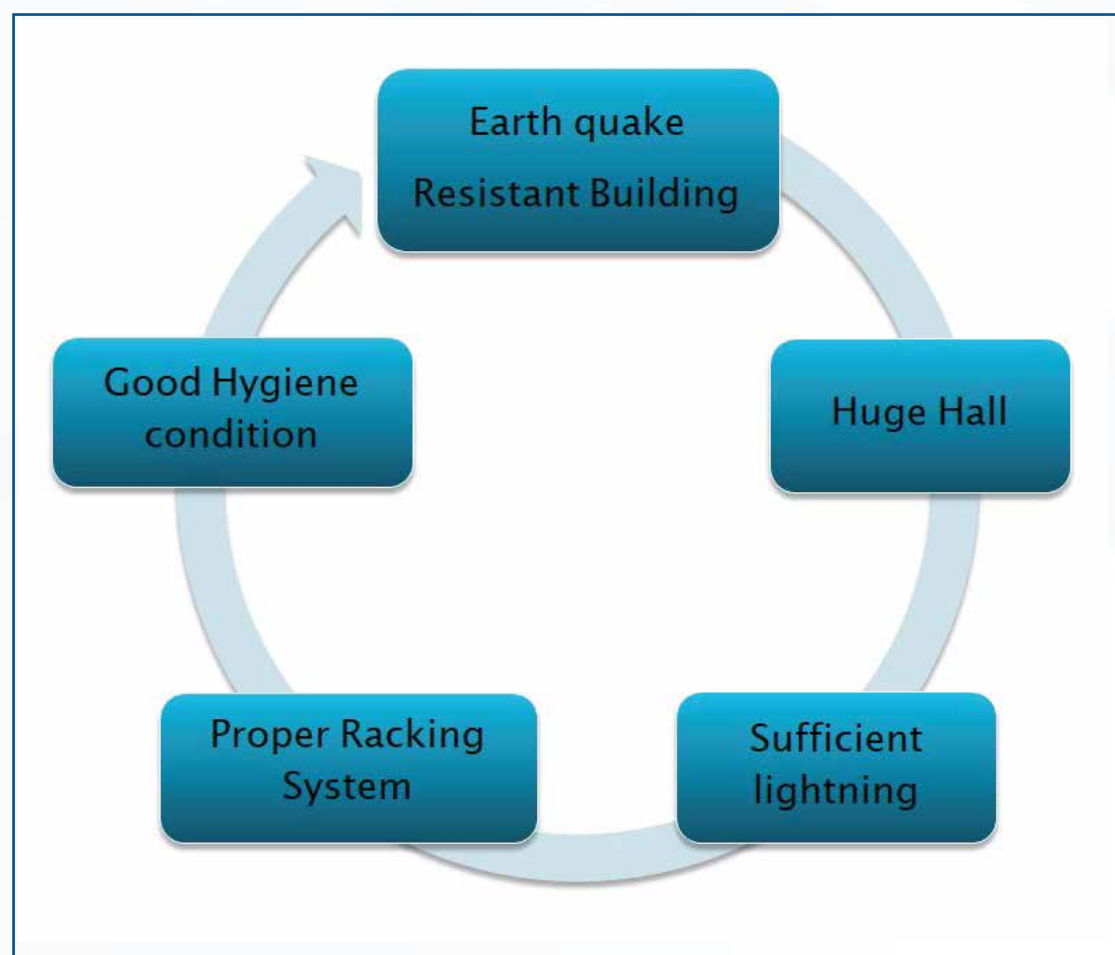 Earth quake
Resistant Building
Huge Hall
Sufficient
lightning
Proper Racking
System
Good Hygiene
condition